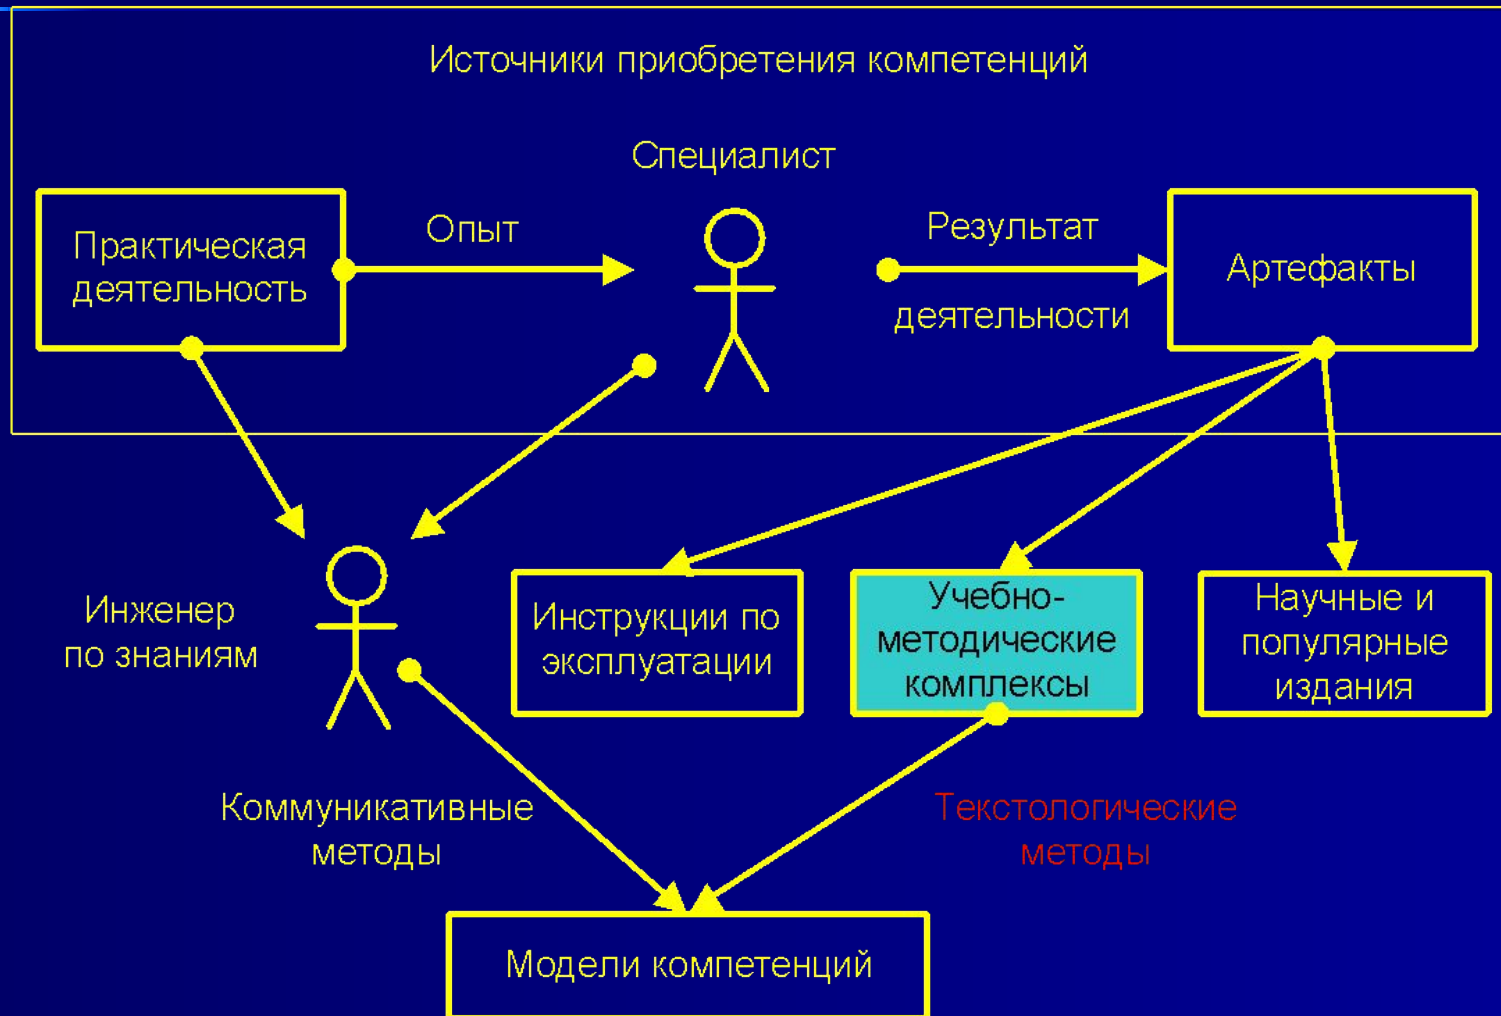 Источники приобретения компетенций
Специалист
Практическая
деятельность
Опыт
Результат
деятельности
Артефакты
Инженер
по знаниям
Инструкции по
эксплуатации
Учебно-
методические
комплексы
Научные и
популярные
издания
Коммуникативные
методы
Текстологические
методы
Модели компетенций